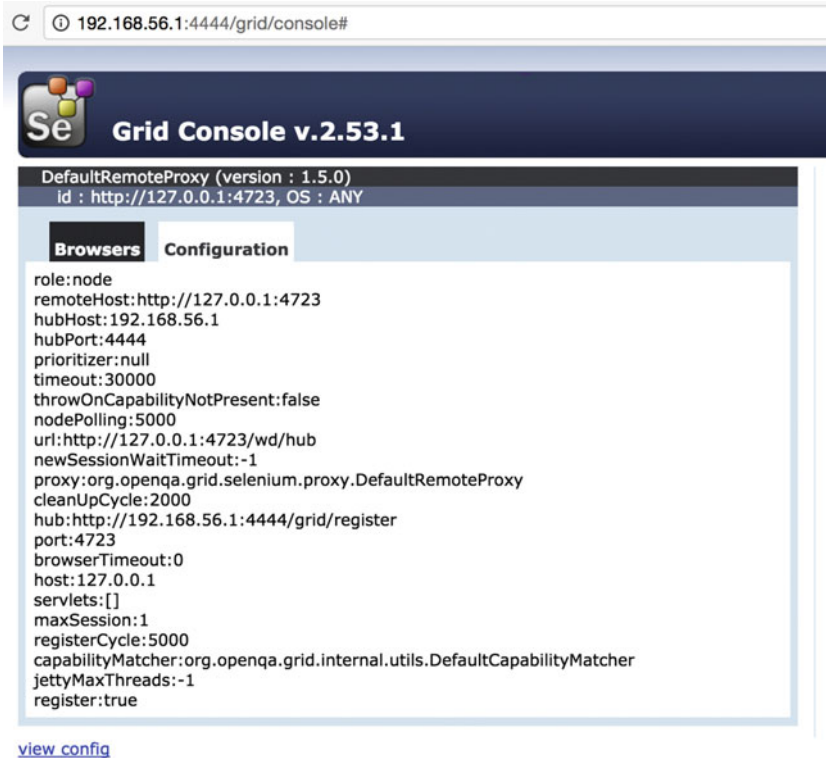 192.168.56.1:4444/grid/console#
Se
Grid Console v.2.53.1
DefaultRemoteProxy (version : 1.5.0)
id : http://127.0.0.1:4723, OS : ANY
Browsers Configuration
role:node
remoteHost:http://127.0.0.1:4723
hubHost:192.168.56.1
hubPort:4444
prioritizer:null
timeout:30000
throwOnCapabilityNotPresent:false
nodePolling:5000
url:http://127.0.0.1:4723/wd/hub
newSessionWaitTimeout:-1
proxy:org.openqa.grid.selenium.proxy.DefaultRemoteProxy
cleanUpCycle:2000
hub:http://192.168.56.1:4444/grid/register
port:4723
browserTimeout:0
host:127.0.0.1
servlets:[]
maxSession:1
registerCycle:5000
capabilityMatcher:org.openqa.grid.internal.utils.DefaultCapabilityMatcher
jettyMaxThreads:-1
register:true
view config